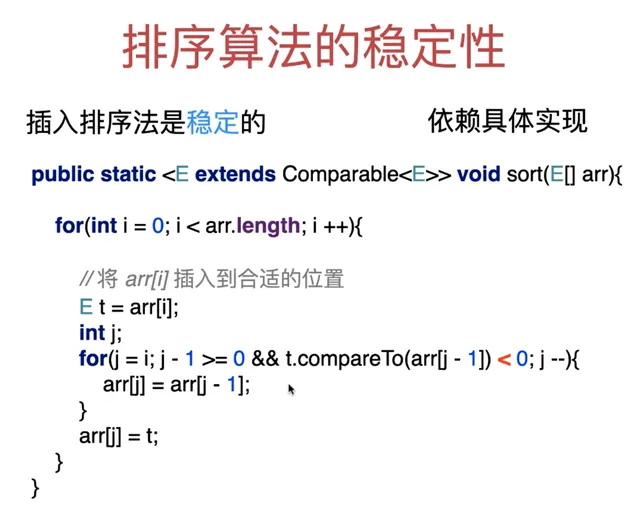 排序算法的稳定性
插入排序法是稳定的
依赖具体实现
public static <E extends Comparable<E>> void sort(E[] arr){
for(int i = 0; i < arr.length; i ++){
// 将 arr[i] 插入到合适的位置
E t = arr[i];
int j;
for(j = i; j - 1 >= 0 && t.compareTo(arr[j - 1]) < 0; j --){
arr[j] = arr[j - 1];
}
arr[j] = t;
}
}